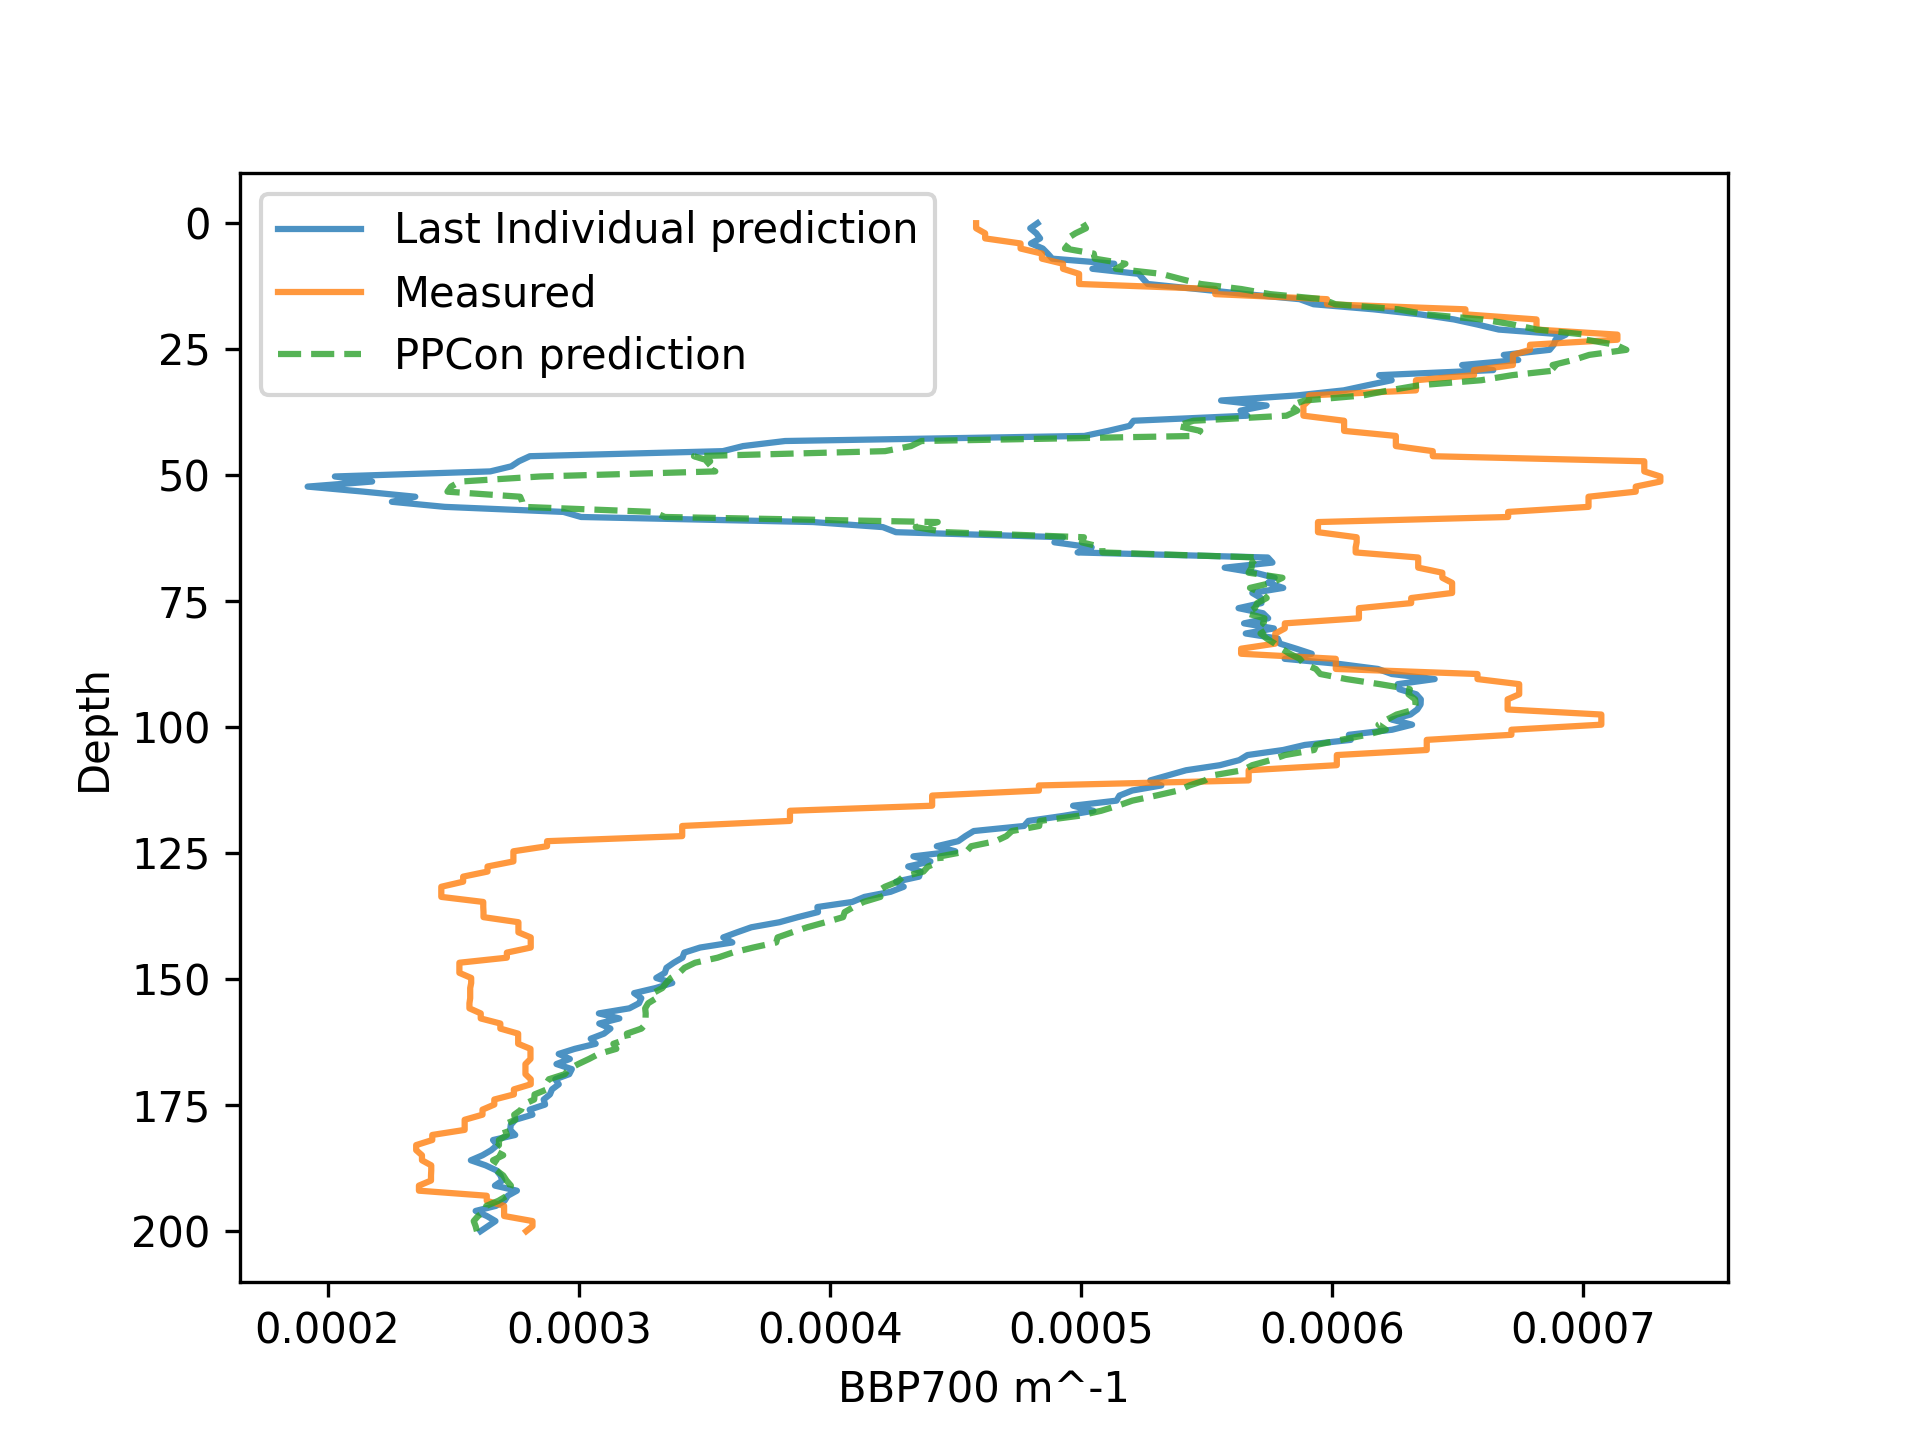 Last Individual prediction
Measured
PPCon prediction
0
25
50
75
100
125
150
175
200
Depth
0.0002 0.0003 0.0004 0.0005 0.0006 0.0007
BBP700 m^-1